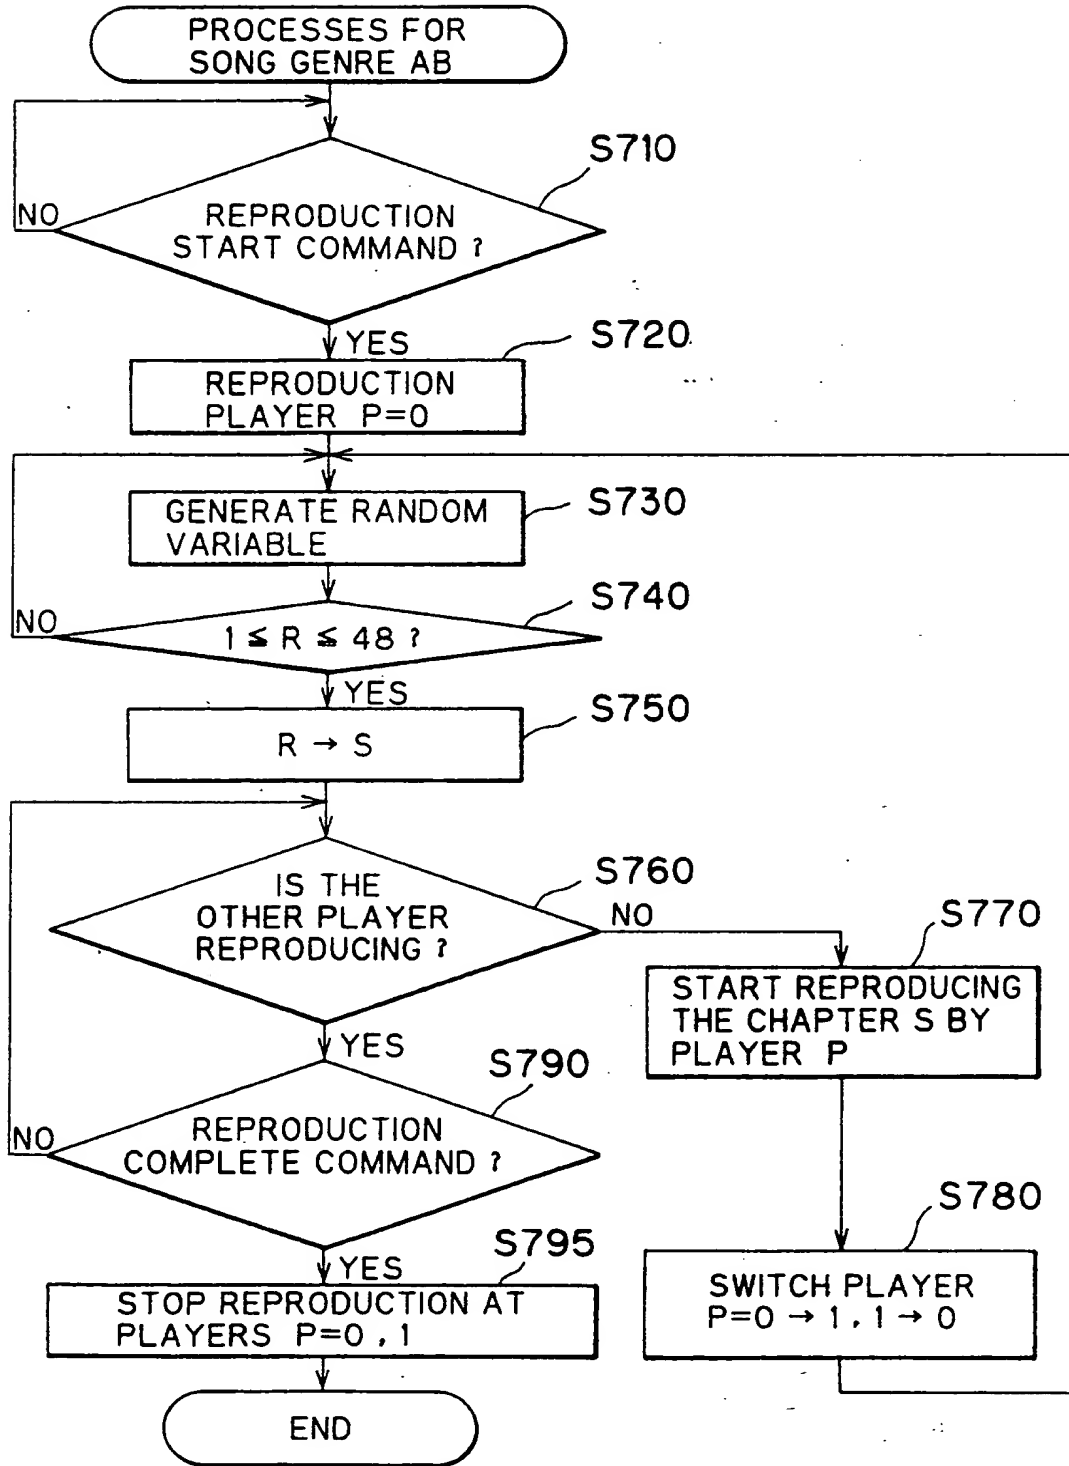 PROCESSES FOR
SONG GENRE AB
S710
NO
REPRODUCTION
START COMMAND ?
YES
S720
REPRODUCTION
PLAYER P=0
S730
GENERATE RANDOM
VARIABLE
S740
NO
1 ≦ R ≦ 48 ?
YES
S750
R → S
S760
IS THE
OTHER PLAYER
REPRODUCING ?
NO
S770
START REPRODUCING
THE CHAPTER S BY
PLAYER P
YES
S790
NO
REPRODUCTION
COMPLETE COMMAND ?
S780
SWITCH PLAYER
P=0 → 1, 1 → 0
YES
S795
STOP REPRODUCTION AT
PLAYERS P=0, 1
END